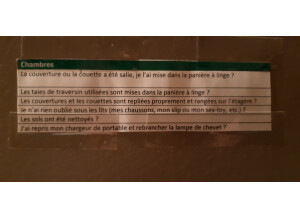 Chambres
La couverture ou la couette a été salie, je l'ai mise dans la panière à linge ?
Les taies de traversin utilisées sont mises dans la panière à linge ?
Les couvertures et les couettes sont repliées proprement et rangées sur l'étagère ?
Je n'ai rien oublié sous les lits (mes chaussons, mon slip ou mon sex-toy, etc.) ?
Les sols ont été nettoyés ?
J'ai repris mon chargeur de portable et rebrancher la lampe de chevet ?